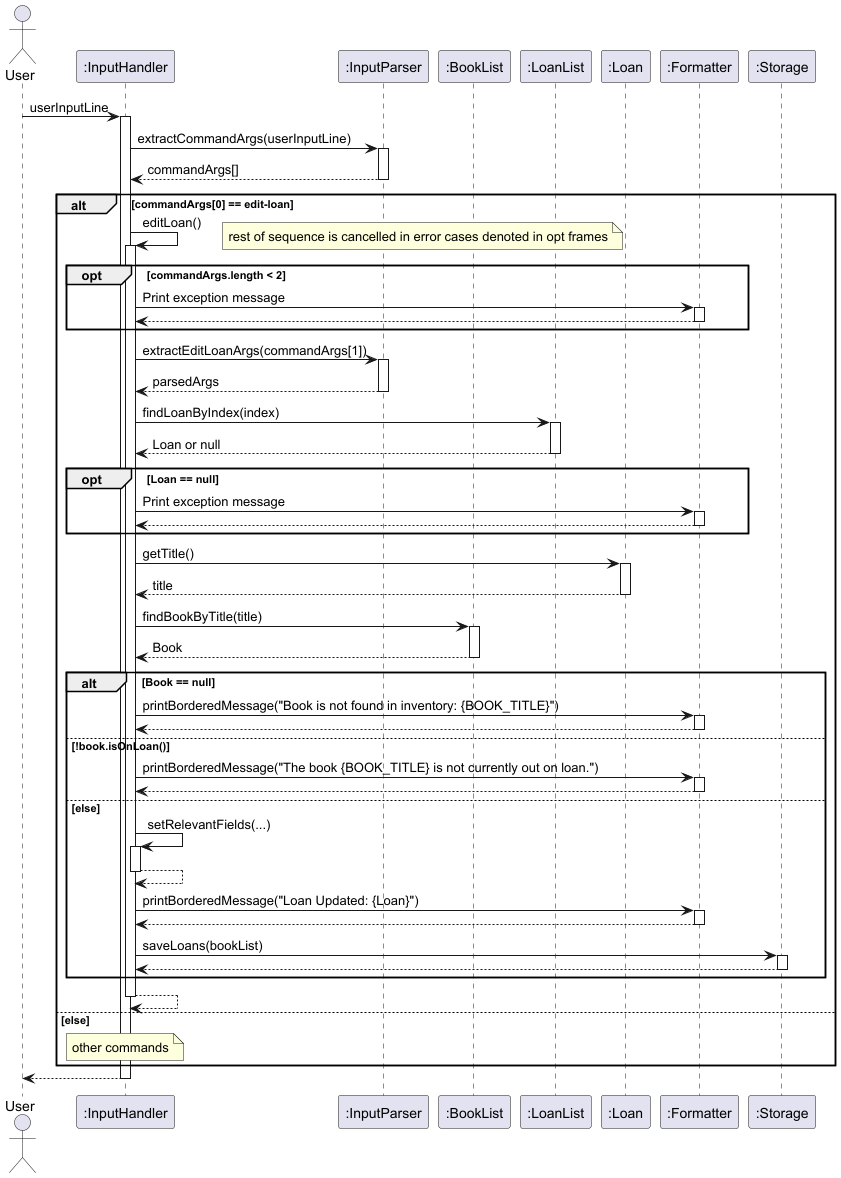 User
:InputHandler
:InputParser
:BookList
:LoanList
:Loan
:Formatter
:Storage
userInputLine
extractCommandArgs(userInputLine)
commandArgs[]
alt
[commandArgs[0] == edit-loan]
editLoan()
rest of sequence is cancelled in error cases denoted in opt frames
opt
[commandArgs.length < 2]
Print exception message
extractEditLoanArgs(commandArgs[1])
parsedArgs
findLoanByIndex(index)
Loan or null
opt
[Loan == null]
Print exception message
getTitle()
title
findBookByTitle(title)
Book
alt
[Book == null]
printBorderedMessage("Book is not found in inventory: {BOOK_TITLE}")
[!book.isOnLoan()]
printBorderedMessage("The book {BOOK_TITLE} is not currently out on loan.")
[else]
setRelevantFields(...)
printBorderedMessage("Loan Updated: {Loan}")
saveLoans(bookList)
[else]
other commands
User
:InputHandler
:InputParser
:BookList
:LoanList
:Loan
:Formatter
:Storage